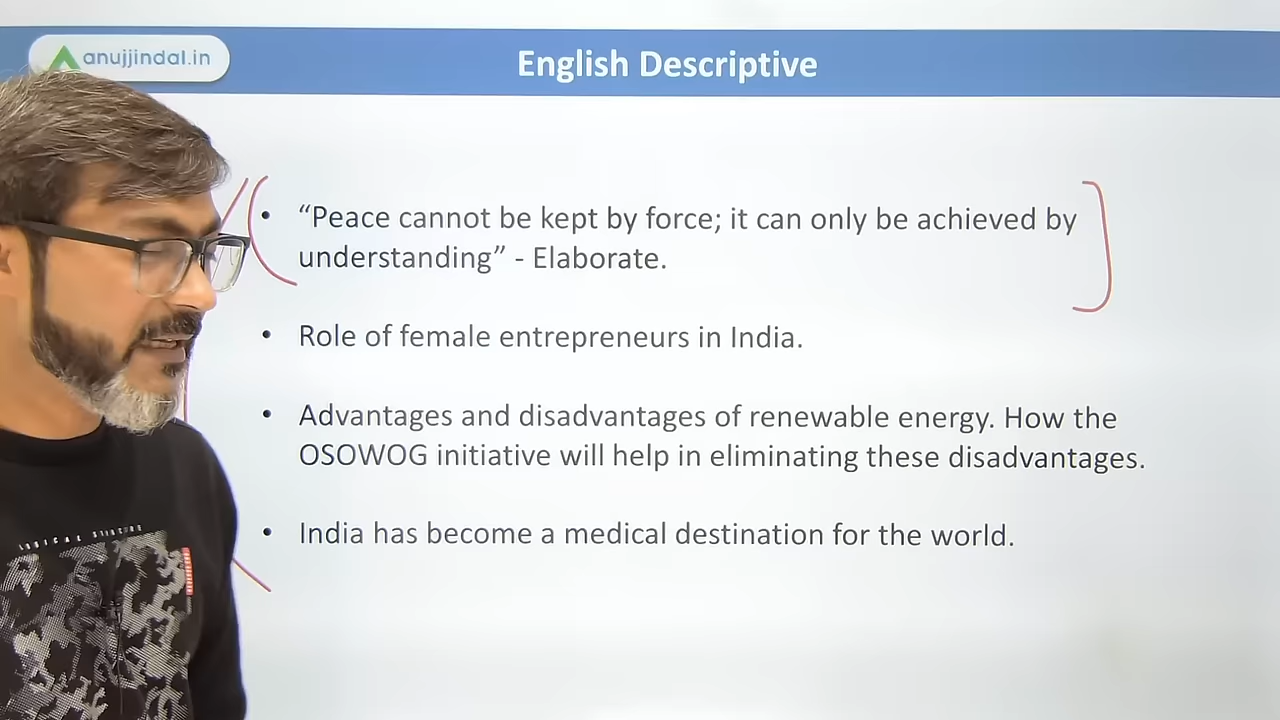 anujjindal.in
English Descriptive
• “Peace cannot be kept by force; it can only be achieved by
understanding” - Elaborate.
• Role of female entrepreneurs in India.
• Advantages and disadvantages of renewable energy. How the
OSOWOG initiative will help in eliminating these disadvantages.
• India has become a medical destination for the world.